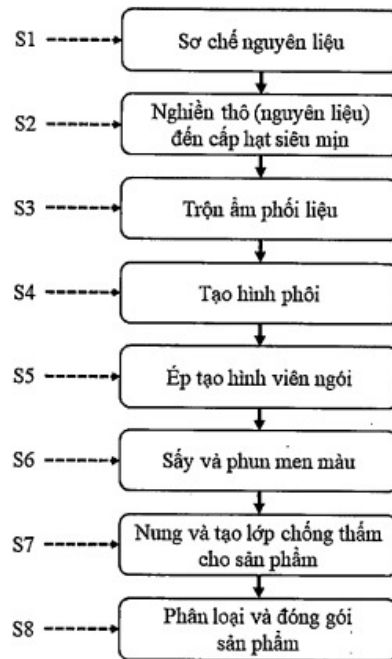 S1
Sơ chế nguyên liệu
S2
Nghiền thô (nguyên liệu)
đến cấp hạt siêu mịn
S3
Trộn ẩm phối liệu
S4
Tạo hình phôi
S5
Ép tạo hình viên ngói
S6
Sấy và phun men màu
S7
Nung và tạo lớp chống thấm
cho sản phẩm
S8
Phân loại và đóng gói
sản phẩm